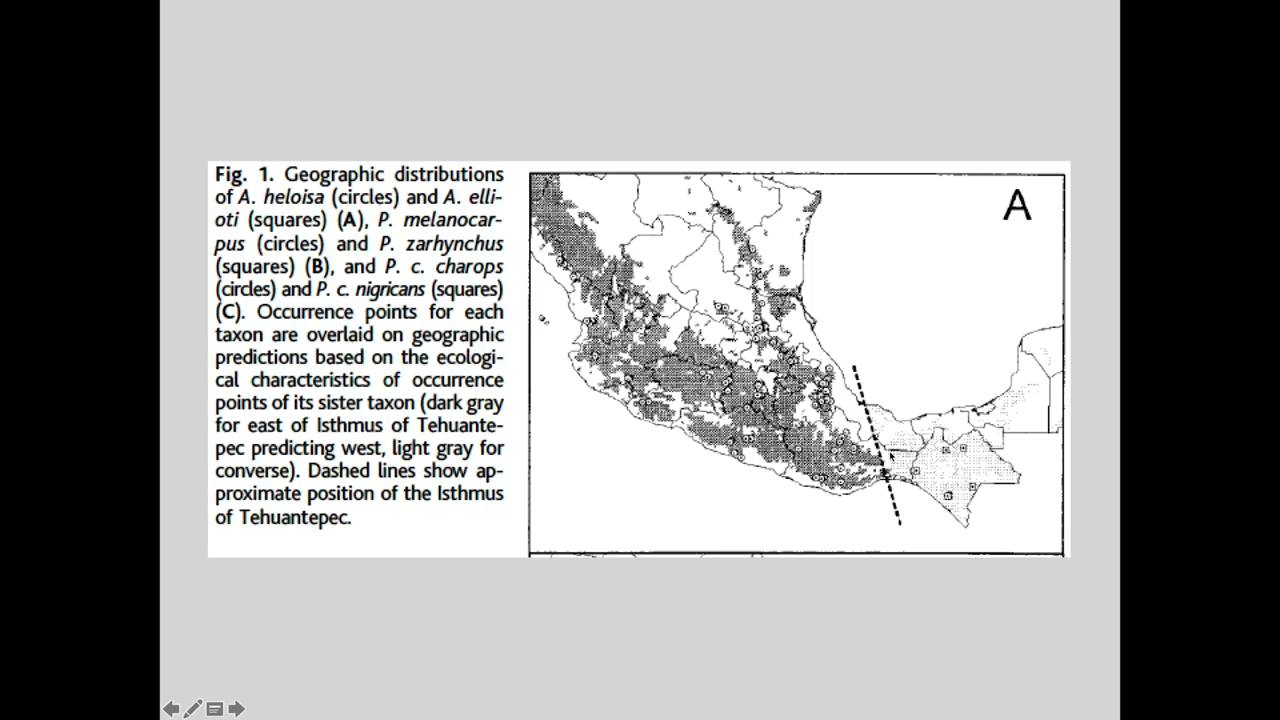 Fig. 1. Geographic distributions
of A. heloisa (circles) and A. elli-
oti (squares) (A), P. melanocar-
pus (circles) and P. zarhynchus
(squares) (B), and P. c. charops
(circles) and P. c. nigricans (squares)
(C). Occurrence points for each
taxon are overlaid on geographic
predictions based on the ecologi-
cal characteristics of occurrence
points of its sister taxon (dark gray
for east of Isthmus of Tehuante-
pec predicting west, light gray for
converse). Dashed lines show ap-
proximate position of the Isthmus
of Tehuantepec.
A